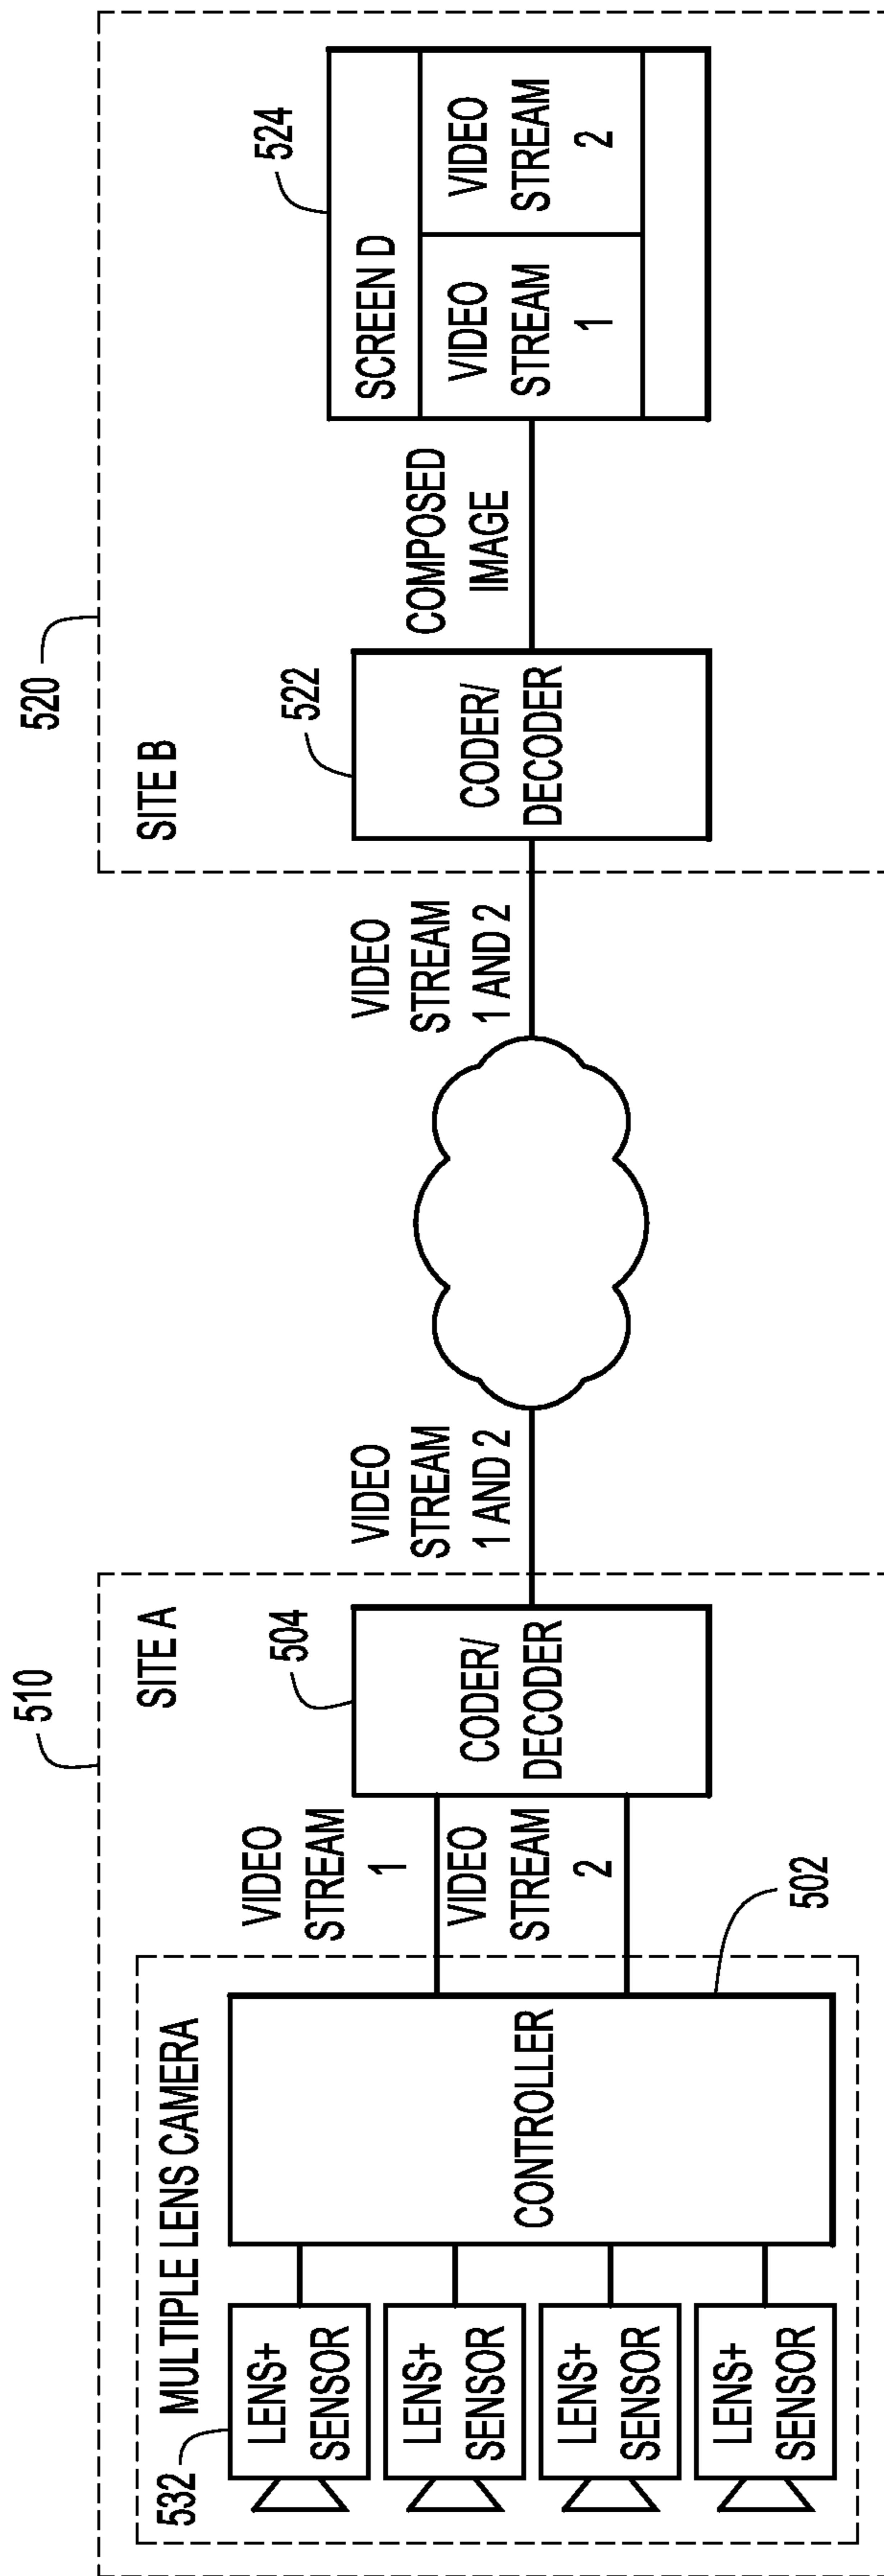 510
SITE A
MULTIPLE LENS CAMERA
532
LENS+
SENSOR
LENS+
SENSOR
LENS+
SENSOR
LENS+
SENSOR
CONTROLLER
502
VIDEO
STREAM
1
VIDEO
STREAM
2
504
CODER/
DECODER
VIDEO
STREAM
1 AND 2
VIDEO
STREAM
1 AND 2
520
SITE B
522
CODER/
DECODER
COMPOSED
IMAGE
524
SCREEN D
VIDEO
STREAM
1
VIDEO
STREAM
2